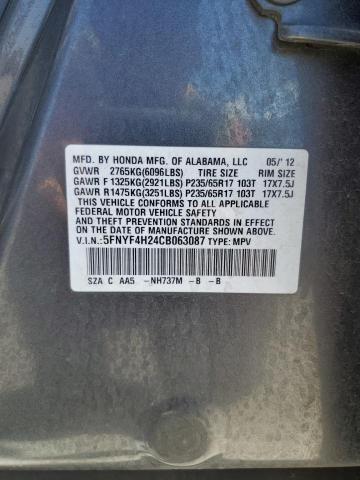 MFD. BY HONDA MFG. OF ALABAMA, LLC 05/'12
GVWR 2765KG(6096LBS) TIRE SIZE RIM SIZE
GAWR F 1325KG(2921LBS) P235/65R17 103T 17X7.5J
GAWR R1475KG(3251LBS) P235/65R17 103T 17X7.5J
THIS VEHICLE CONFORMS TO ALL APPLICABLE
FEDERAL MOTOR VEHICLE SAFETY
AND THEFT PREVENTION STANDARDS IN EFFECT
ON THE DATE OF MANUFACTURE SHOWN ABOVE.
V.I.N.:5FNYF4H24CB063087 TYPE: MPV
SZA C AA5 -NH737M -B -B